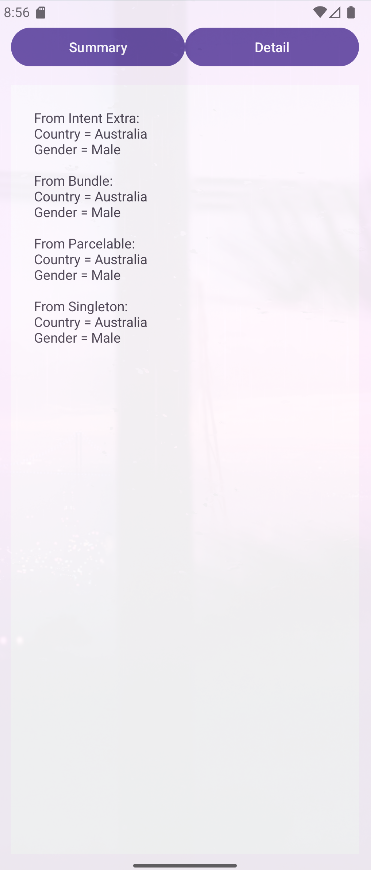 8:56
Summary
Detail
From Intent Extra:
Country = Australia
Gender = Male
From Bundle:
Country = Australia
Gender = Male
From Parcelable:
Country = Australia
Gender = Male
From Singleton:
Country = Australia
Gender = Male